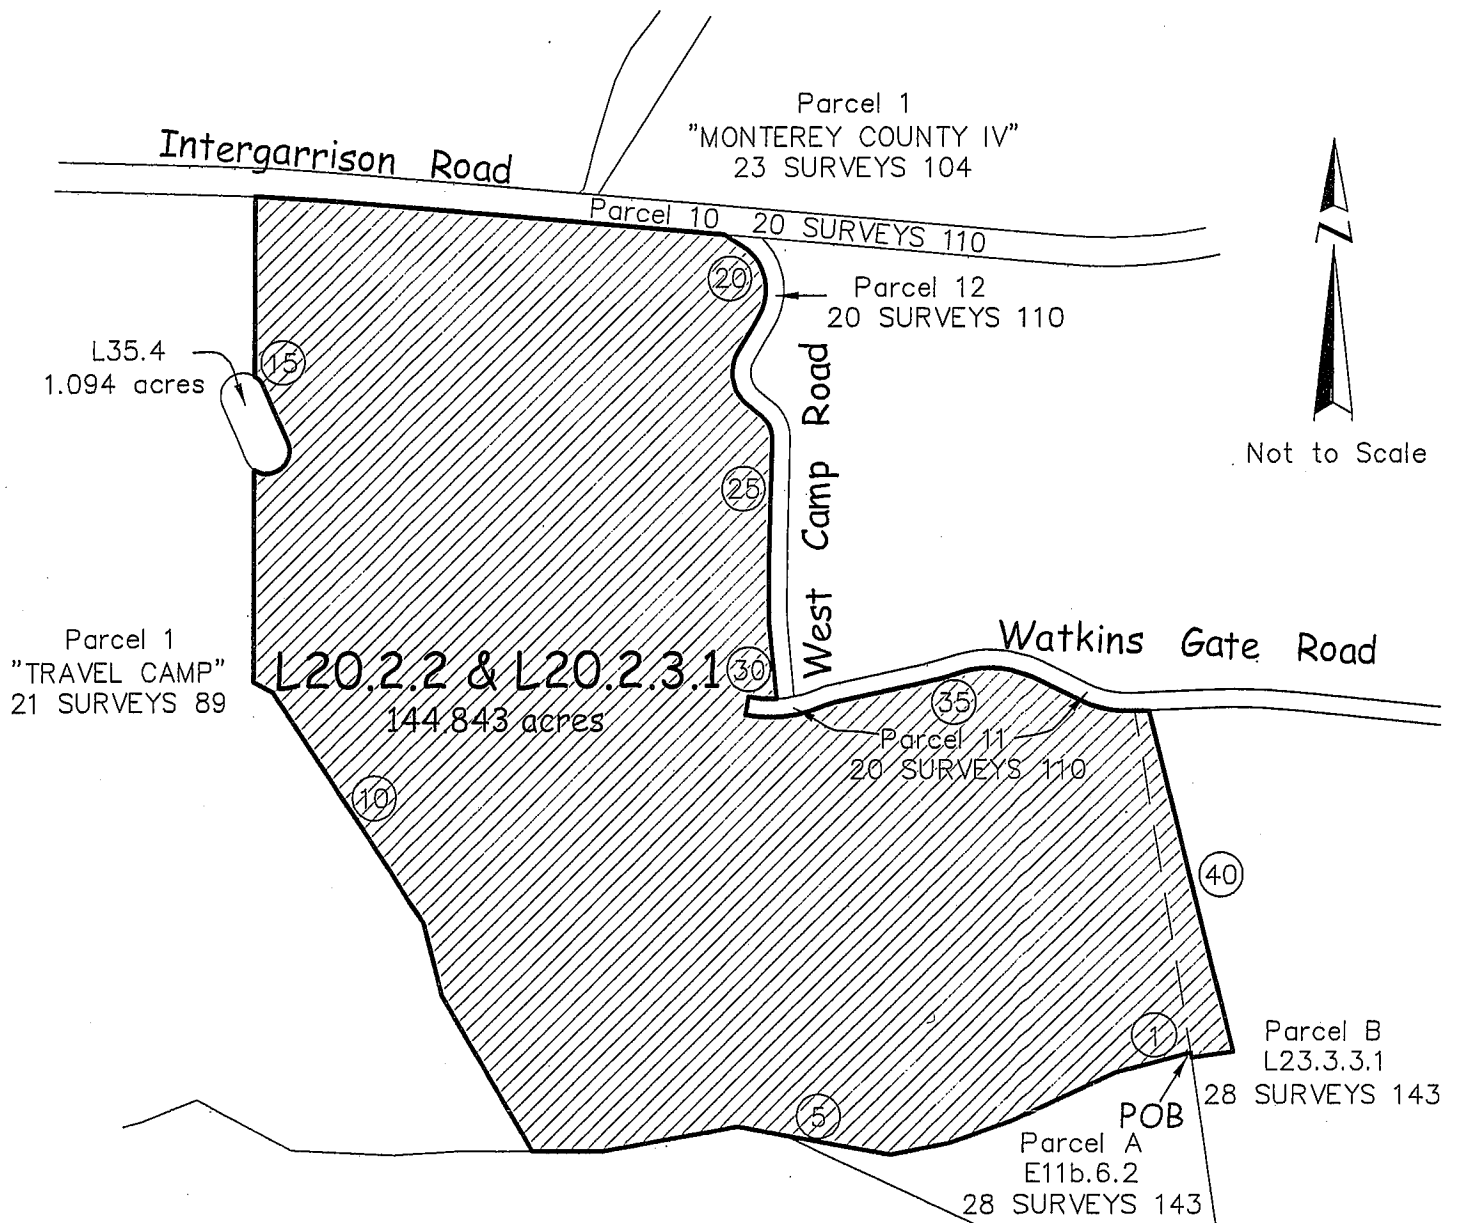 Parcel 1
"MONTEREY COUNTY IV"
23 SURVEYS 104
Intergarrison Road
Parcel 10 20 SURVEYS 110
N
20
Parcel 12
20 SURVEYS 110
L35.4
1.094 acres
15
West Camp Road
Not to Scale
25
Parcel 1
"TRAVEL CAMP"
21 SURVEYS 89
L20.2.2 & L20.2.3.1
144.843 acres
30
Watkins Gate Road
35
Parcel 11
20 SURVEYS 110
10
40
1
Parcel B
L23.3.3.1
28 SURVEYS 143
POB
5
Parcel A
E11b.6.2
28 SURVEYS 143